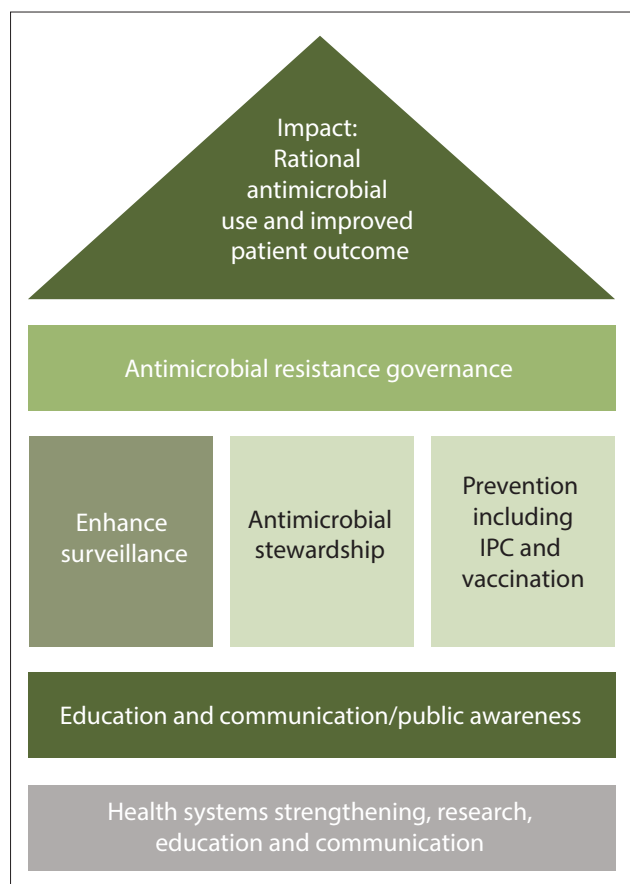 Impact:
Rational
antimicrobial
use and improved
patient outcome
Antimicrobial resistance governance
Enhance
surveillance
Antimicrobial
stewardship
Prevention
including
IPC and
vaccination
Education and communication/public awareness
Health systems strengthening, research,
education and communication